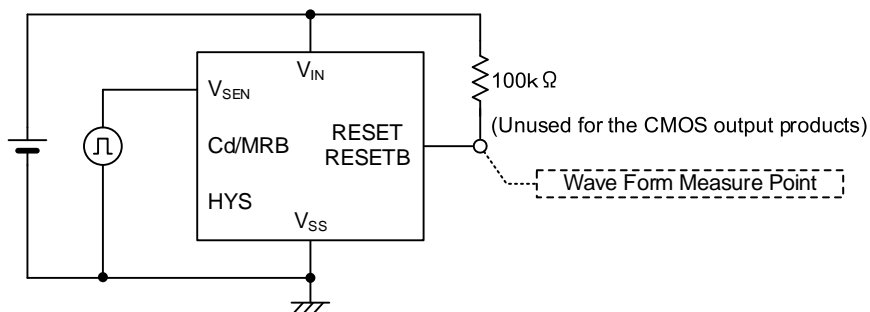 V_IN
V_SEN
100kΩ
(Unused for the CMOS output products)
RESET
Cd/MRB
RESETB
Wave Form Measure Point
HYS
V_SS